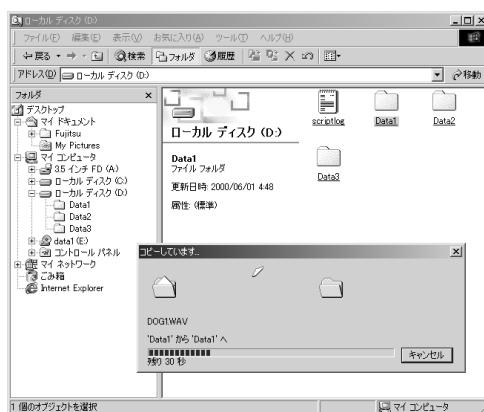 ローカル ディスク (D:)
ファイル(F) 編集(E) 表示(V) お気に入り(A) ツール(T) ヘルプ(H)
戻る 検索 フォルダ 履歴
アドレス(D) ローカル ディスク (D:) 移動
フォルダ
デスクトップ
マイ ドキュメント
Fujitsu
My Pictures
マイ コンピュータ
3.5 インチ FD (A:)
ローカル ディスク (C:)
ローカル ディスク (D:)
Data1
Data2
Data3
data1 (E:)
コントロール パネル
マイ ネットワーク
ごみ箱
Internet Explorer
ローカル ディスク (D:)
Data1
ファイル フォルダ
更新日時: 2000/06/01 4:48
属性: (標準)
scriptlog Data1 Data2
Data3
コピーしています...
DOG1.WAV
'Data1' から 'Data1' へ
残り 30 秒
キャンセル
1 個のオブジェクトを選択 マイ コンピュータ